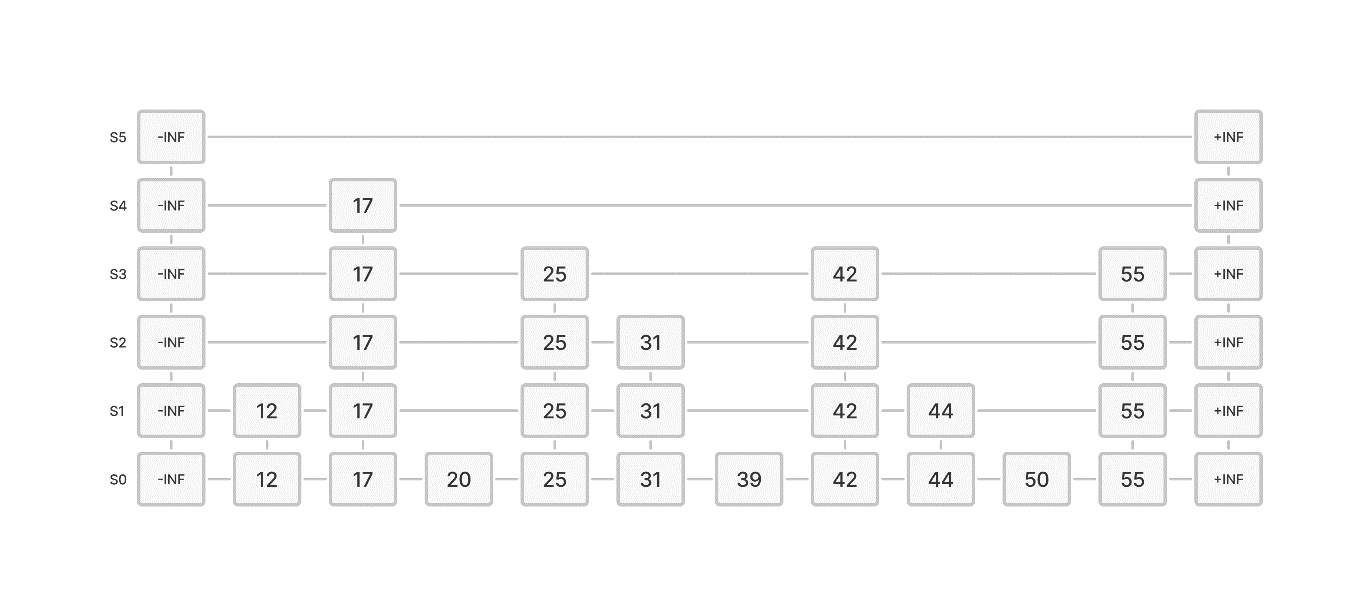 S5 -INF +INF
S4 -INF 17 +INF
S3 -INF 17 25 42 55 +INF
S2 -INF 17 25 31 42 55 +INF
S1 -INF 12 17 25 31 42 44 55 +INF
S0 -INF 12 17 20 25 31 39 42 44 50 55 +INF